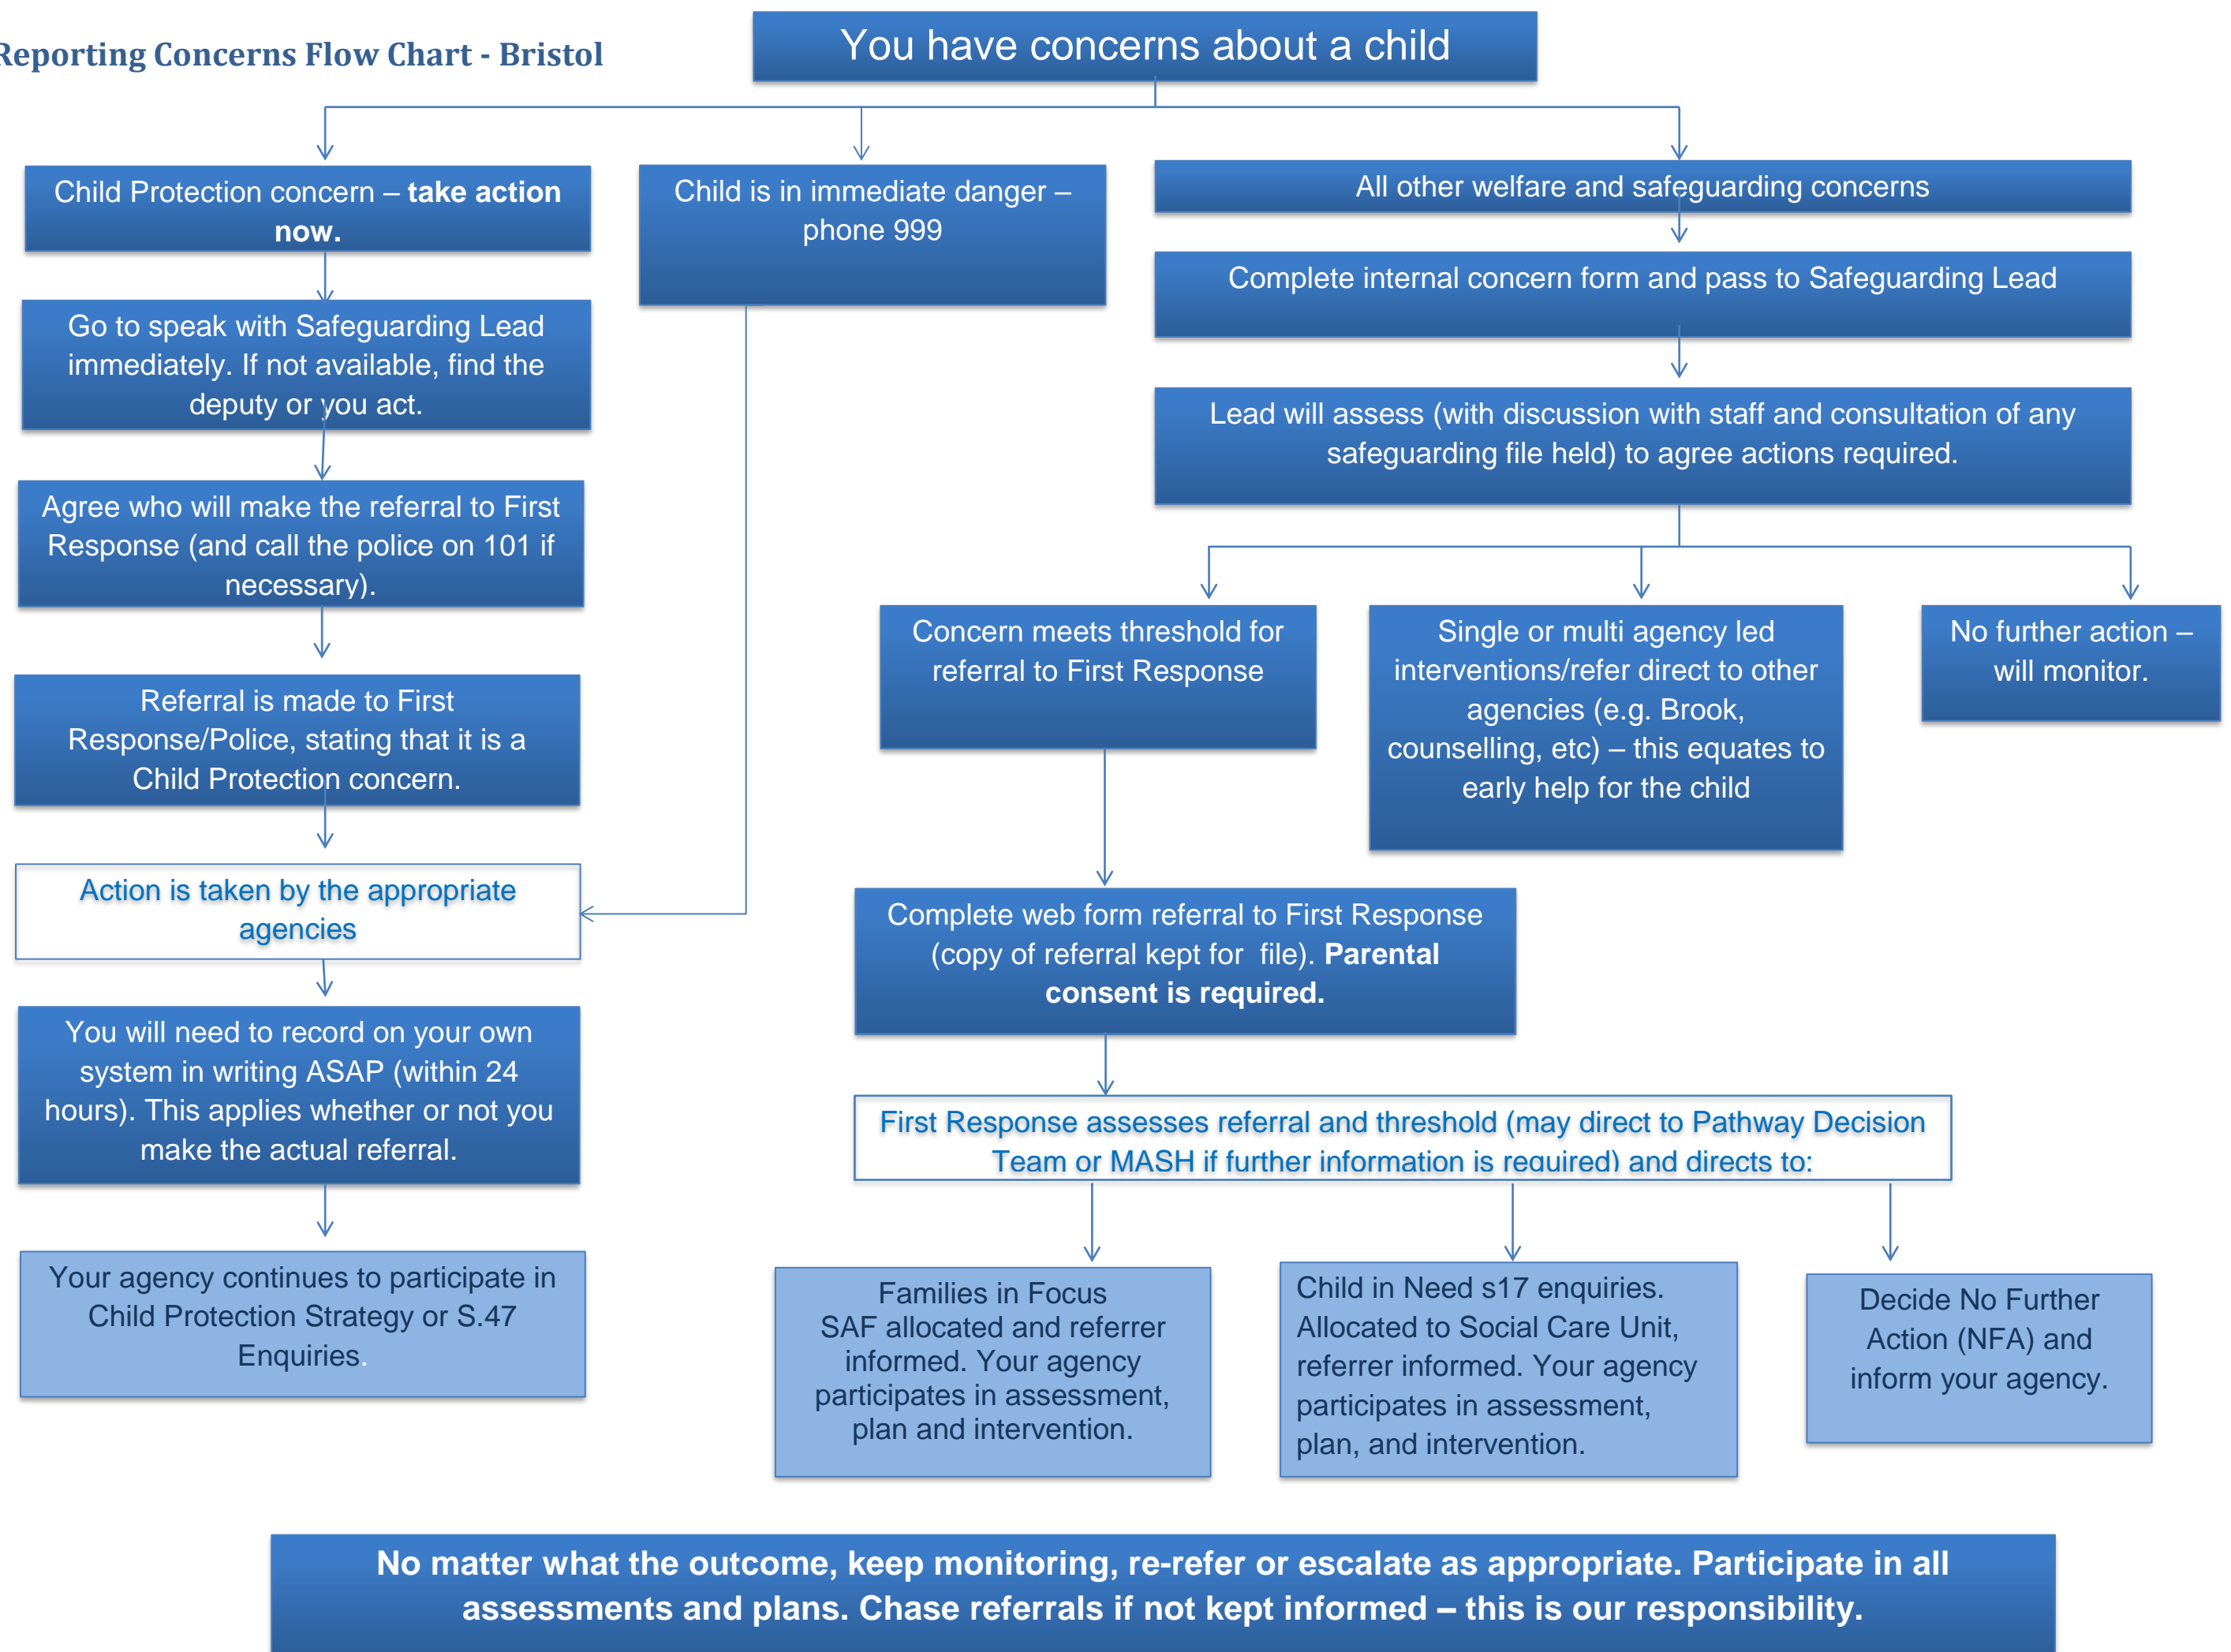 Reporting Concerns Flow Chart - Bristol
You have concerns about a child
Child Protection concern – take action
now.
Go to speak with Safeguarding Lead
immediately. If not available, find the
deputy or you act.
Agree who will make the referral to First
Response (and call the police on 101 if
necessary).
Referral is made to First
Response/Police, stating that it is a
Child Protection concern.
Action is taken by the appropriate
agencies
You will need to record on your own
system in writing ASAP (within 24
hours). This applies whether or not you
make the actual referral.
Your agency continues to participate in
Child Protection Strategy or S.47
Enquiries.
Child is in immediate danger –
phone 999
All other welfare and safeguarding concerns
Complete internal concern form and pass to Safeguarding Lead
Lead will assess (with discussion with staff and consultation of any
safeguarding file held) to agree actions required.
Concern meets threshold for
referral to First Response
Single or multi agency led
interventions/refer direct to other
agencies (e.g. Brook,
counselling, etc) – this equates to
early help for the child
No further action –
will monitor.
Complete web form referral to First Response
(copy of referral kept for file). Parental
consent is required.
First Response assesses referral and threshold (may direct to Pathway Decision
Team or MASH if further information is required) and directs to:
Families in Focus
SAF allocated and referrer
informed. Your agency
participates in assessment,
plan and intervention.
Child in Need s17 enquiries.
Allocated to Social Care Unit,
referrer informed. Your agency
participates in assessment,
plan, and intervention.
Decide No Further
Action (NFA) and
inform your agency.
No matter what the outcome, keep monitoring, re-refer or escalate as appropriate. Participate in all
assessments and plans. Chase referrals if not kept informed – this is our responsibility.